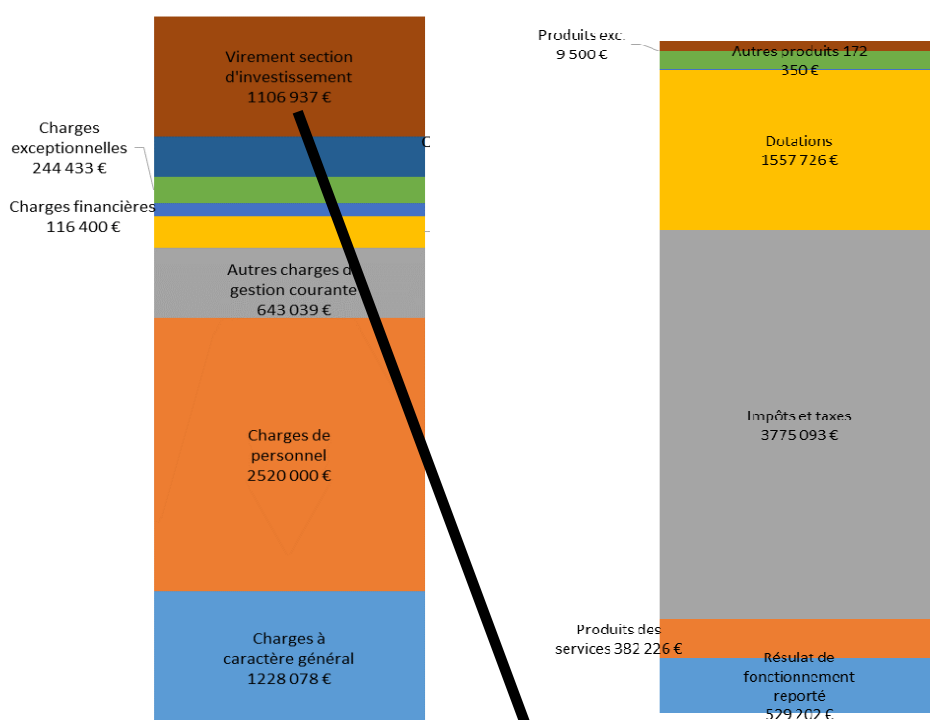 Virement section
d'investissement
1106 937 €
Charges
exceptionnelles
244 433 €
C
Charges financières
116 400 €
Autres charges d
gestion courante
643 039 €
Charges de
personnel
2520 000 €
Charges à
caractère général
1228 078 €
Produits exc.
9 500 €
Autres produits 172
350 €
Dotations
1557 726 €
Impôts et taxes
3775 093 €
Produits des
services 382 226 €
Résulat de
fonctionnement
reporté
529 202 €